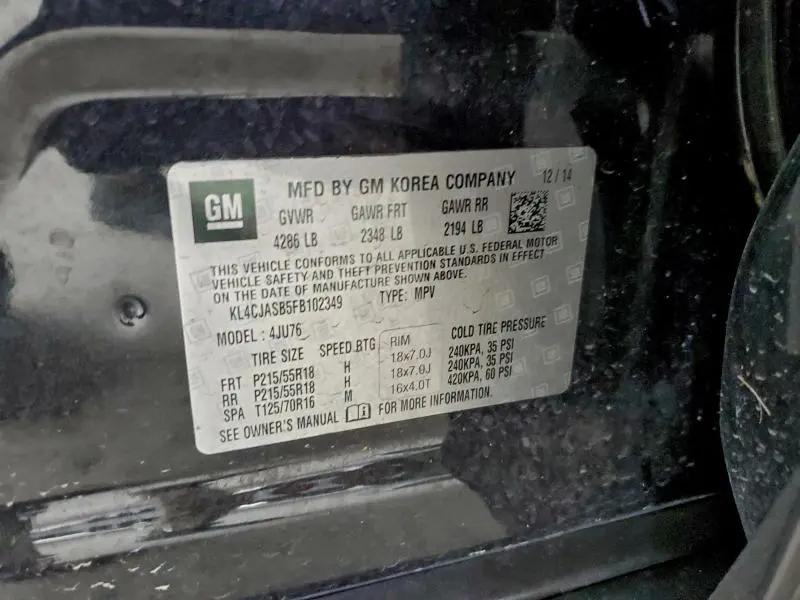 GM
MFD BY GM KOREA COMPANY 12 / 14
GVWR GAWR FRT GAWR RR
4286 LB 2348 LB 2194 LB
THIS VEHICLE CONFORMS TO ALL APPLICABLE U.S. FEDERAL MOTOR
VEHICLE SAFETY AND THEFT PREVENTION STANDARDS IN EFFECT
ON THE DATE OF MANUFACTURE SHOWN ABOVE.
KL4CJASB5FB102349 TYPE: MPV
MODEL : 4JU76
TIRE SIZE SPEED RTG RIM COLD TIRE PRESSURE
FRT P215/55R18 H 18x7.0J 240KPA, 35 PSI
RR P215/55R18 H 18x7.0J 240KPA, 35 PSI
SPA T125/70R16 M 16x4.0T 420KPA, 60 PSI
SEE OWNER'S MANUAL FOR MORE INFORMATION.